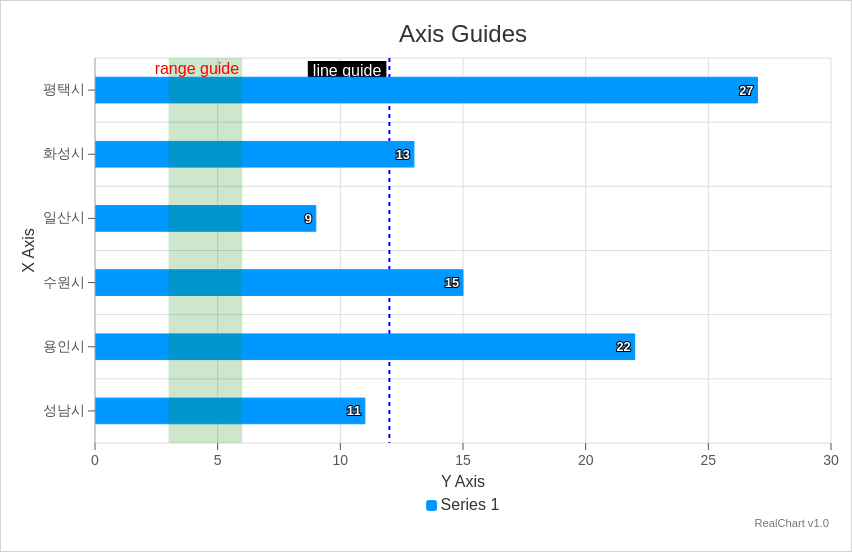 Axis Guides
range guide
line guide
평택시
27
화성시
13
일산시
9
수원시
15
용인시
22
성남시
11
X Axis
0 5 10 15 20 25 30
Y Axis
Series 1
RealChart v1.0